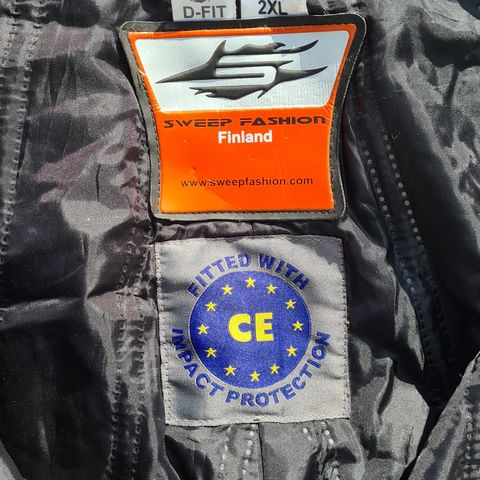 D-FIT 2XL
SWEEP FASHION
Finland
www.sweepfashion.com
FITTED WITH
CE
IMPACT PROTECTION